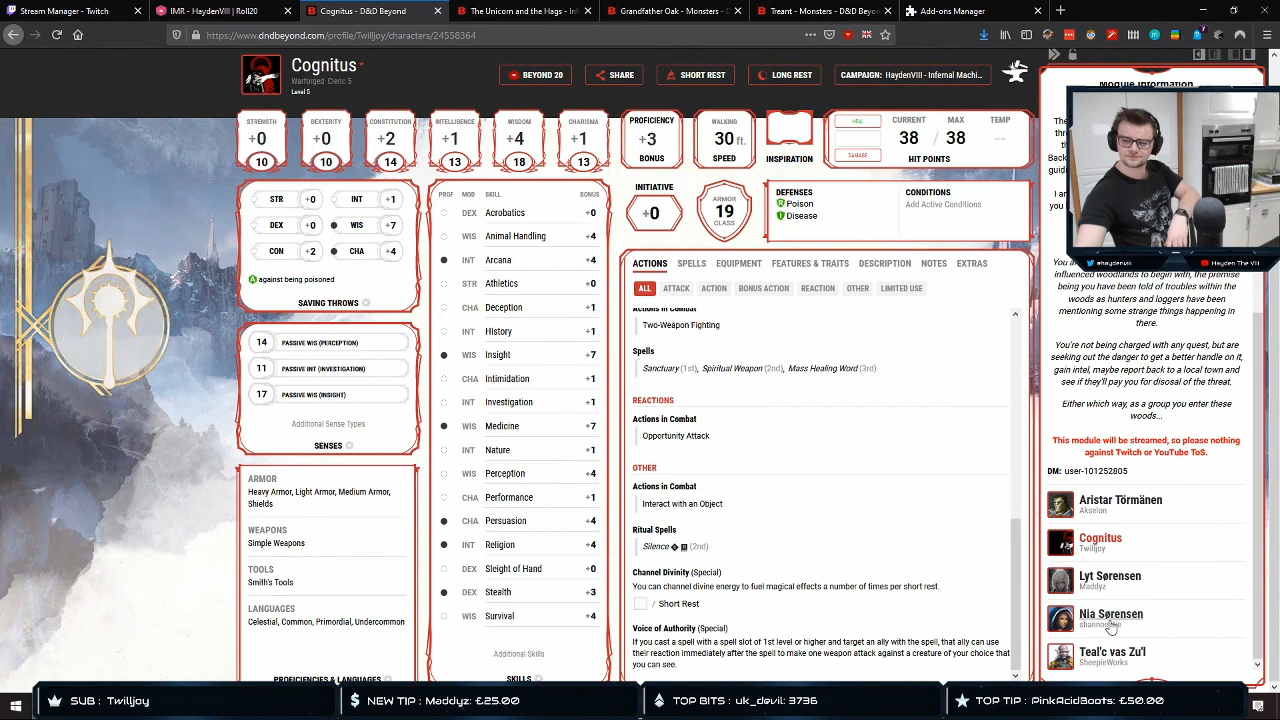 Stream Manager - Twitch
IMR - HaydenVIII | Roll20
Cognitus - D&D Beyond
The Unicorn and the Hags - Inf
Grandfather Oak - Monsters - D
Treant - Monsters - D&D Beyon
Add-ons Manager
https://www.dndbeyond.com/profile/Twilljoy/characters/24558364
Cognitus
Warforged Cleric 5
Level 5
BEYOND20
SHARE
SHORT REST
LONG REST
CAMPAIGN: HaydenVIII - Infernal Machi...
STRENGTH
+0
10
DEXTERITY
+0
10
CONSTITUTION
+2
14
INTELLIGENCE
+1
13
WISDOM
+4
18
CHARISMA
+1
13
PROFICIENCY
+3
BONUS
WALKING
30 ft.
SPEED
INSPIRATION
HEAL
DAMAGE
CURRENT
38
/
MAX
38
TEMP
--
HIT POINTS
STR +0
INT +1
DEX +0
WIS +7
CON +2
CHA +4
against being poisoned
SAVING THROWS
14 PASSIVE WIS (PERCEPTION)
11 PASSIVE INT (INVESTIGATION)
17 PASSIVE WIS (INSIGHT)
Additional Sense Types
SENSES
ARMOR
Heavy Armor, Light Armor, Medium Armor,
Shields
WEAPONS
Simple Weapons
TOOLS
Smith's Tools
LANGUAGES
Celestial, Common, Primordial, Undercommon
PROFICIENCIES & LANGUAGES
PROF MOD SKILL BONUS
DEX Acrobatics +0
WIS Animal Handling +4
INT Arcana +4
STR Athletics +0
CHA Deception +1
INT History +1
WIS Insight +7
CHA Intimidation +1
INT Investigation +1
WIS Medicine +7
INT Nature +1
WIS Perception +4
CHA Performance +1
CHA Persuasion +4
INT Religion +4
DEX Sleight of Hand +0
DEX Stealth +3
WIS Survival +4
Additional Skills
SKILLS
INITIATIVE
+0
ARMOR
19
CLASS
DEFENSES
Poison
Disease
CONDITIONS
Add Active Conditions
ACTIONS SPELLS EQUIPMENT FEATURES & TRAITS DESCRIPTION NOTES EXTRAS
ALL ATTACK ACTION BONUS ACTION REACTION OTHER LIMITED USE
Actions in Combat
Two-Weapon Fighting
Spells
Sanctuary (1st), Spiritual Weapon (2nd), Mass Healing Word (3rd)
REACTIONS
Actions in Combat
Opportunity Attack
OTHER
Actions in Combat
Interact with an Object
Ritual Spells
Silence (2nd)
Channel Divinity (Special)
You can channel divine energy to fuel magical effects a number of times per short rest.
/ Short Rest
Voice of Authority (Special)
If you cast a spell with a spell slot of 1st level or higher and target an ally with the spell, that ally can use
their reaction immediately after the spell to make one weapon attack against a creature of your choice that
you can see.
Module Information
@haydenviii
Hayden The VIII
influenced woodlands to begin with, the premise
being you have been told of troubles within the
woods as hunters and loggers have been
mentioning some strange things happening in
there.
You're not being charged with any quest, but are
seeking out the danger to get a better handle on it,
gain intel, maybe report back to a local town and
see if they'll pay you for disosal of the threat.
Either which way, as a group you enter these
woods...
This module will be streamed, so please nothing
against Twitch or YouTube ToS.
DM: user-101252805
Aristar Törmänen
Akselon
Cognitus
Twilljoy
Lyt Sørensen
Maddyz
Nia Sørensen
Teal'c vas Zu'l
SheepieWorks
SUB : Twilljoy
NEW TIP : Maddyz: £25.00
TOP BITS : uk_devil: 3736
TOP TIP : PinkAcidBoots: £50.00